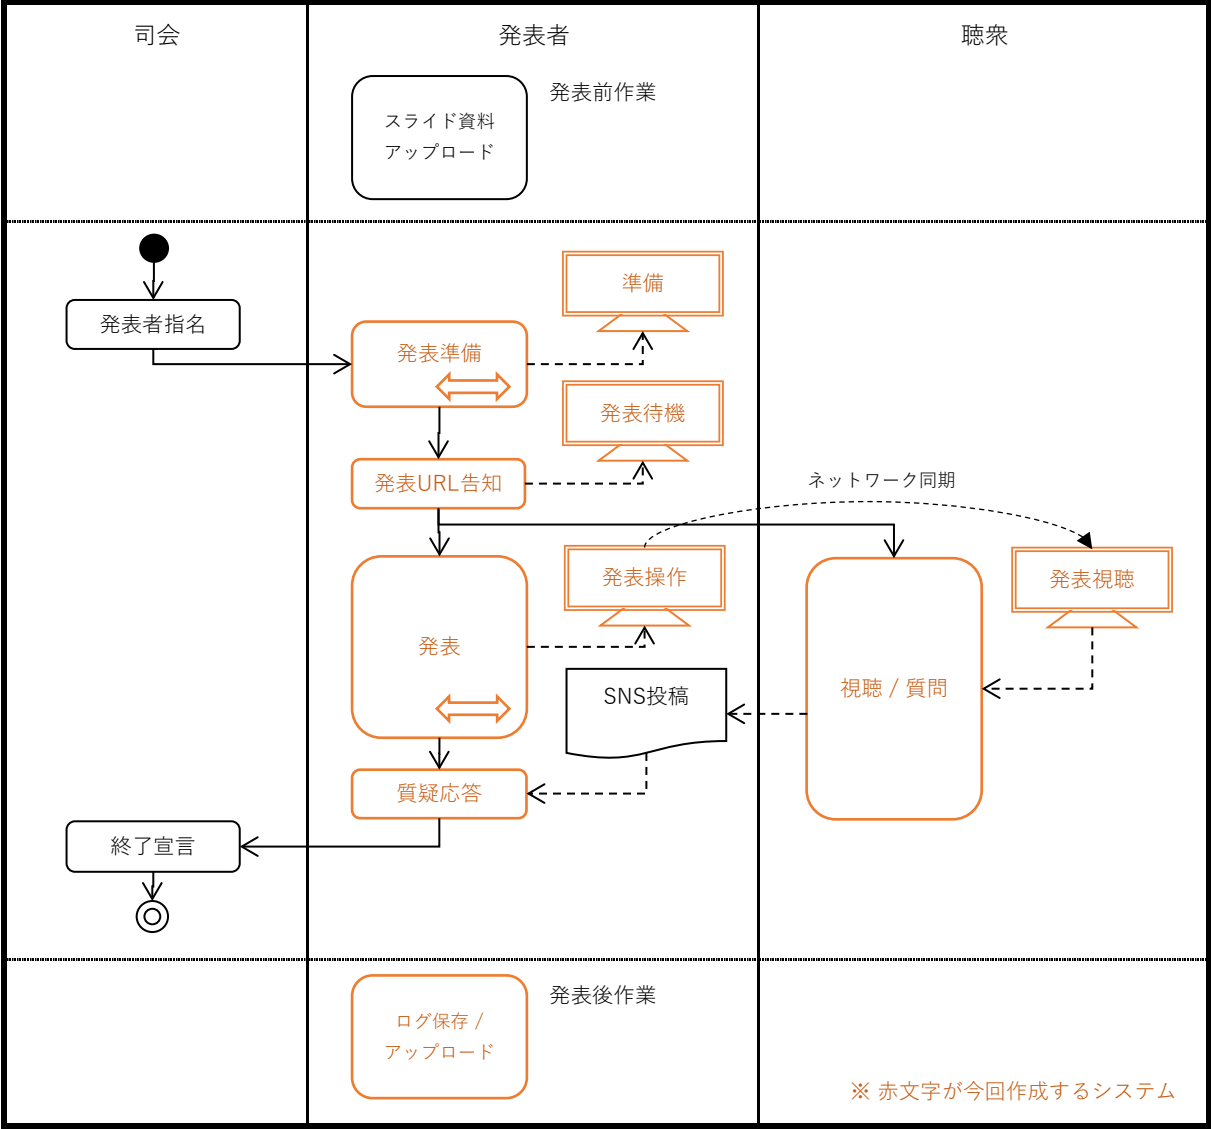 司会
発表者
聴衆
発表前作業
スライド資料
アップロード
発表者指名
準備
発表準備
発表待機
発表URL告知
ネットワーク同期
発表操作
発表視聴
発表
視聴 / 質問
SNS投稿
質疑応答
終了宣言
発表後作業
ログ保存 /
アップロード
※ 赤文字が今回作成するシステム